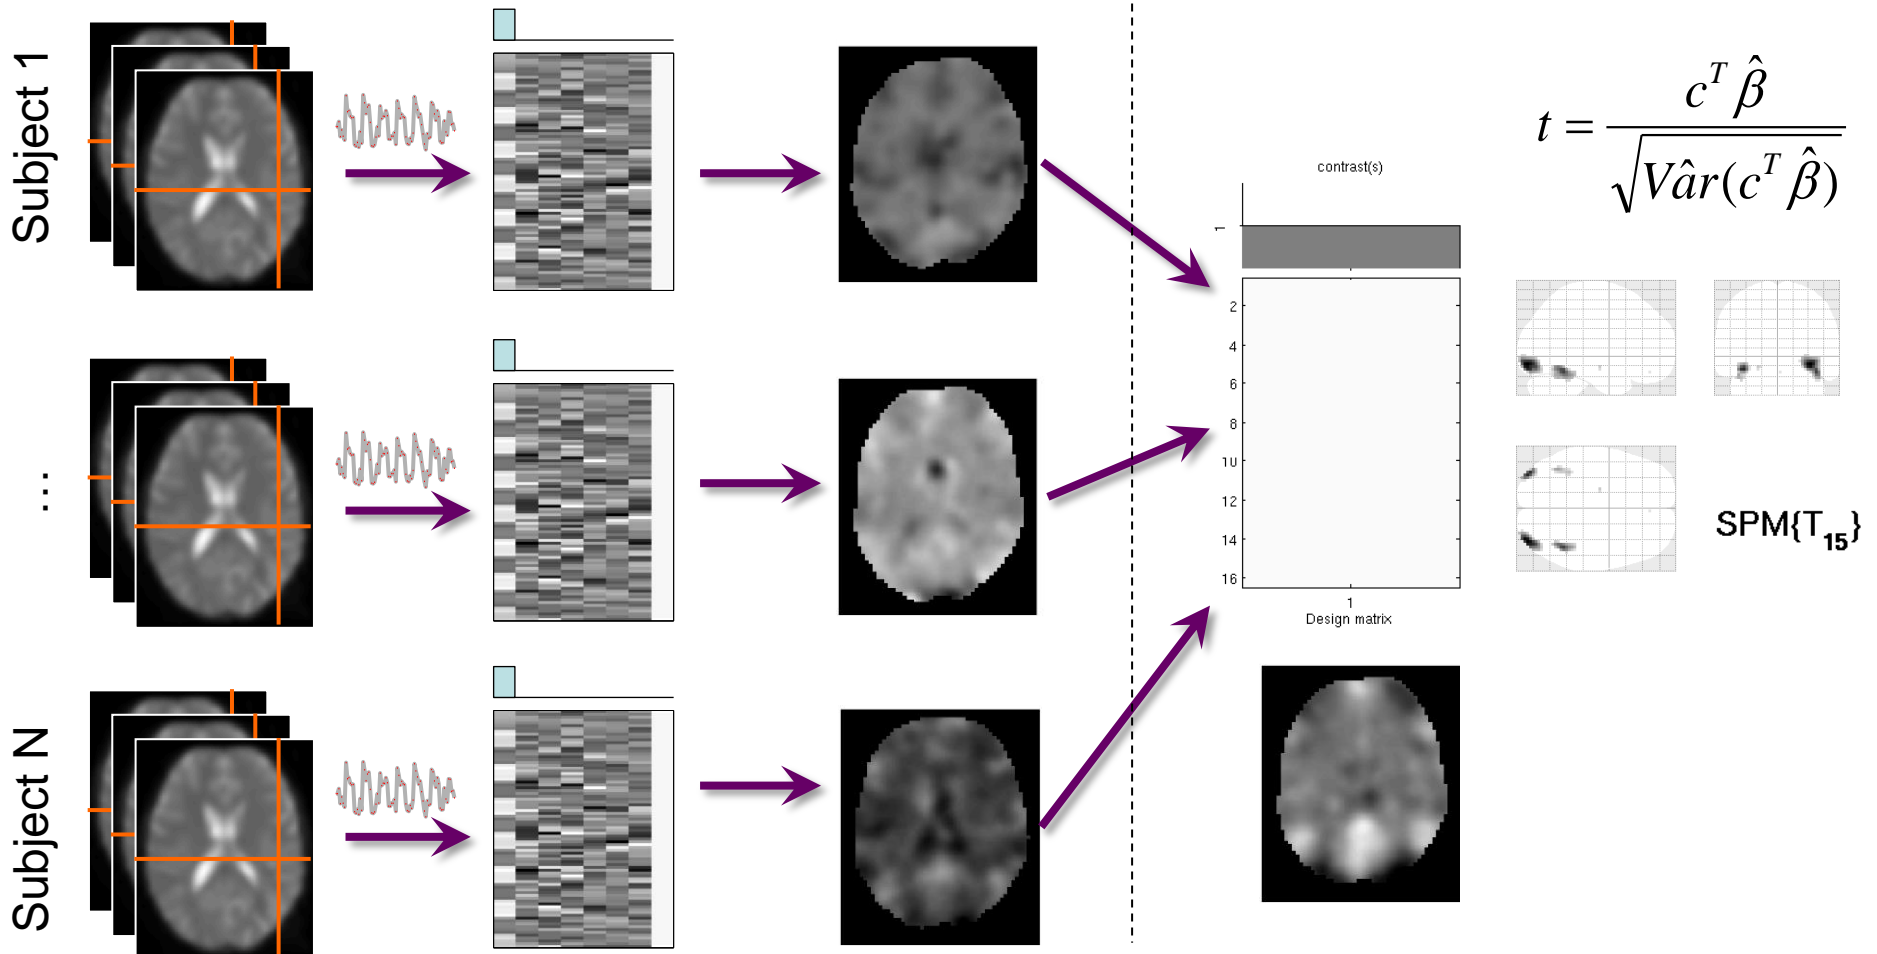 Subject 1
...
Subject N
contrast(s)
1
2
4
6
8
10
12
14
16
1
Design matrix
t = c^T β̂ / √Vâr(c^T β̂)
SPM{T₁₅}